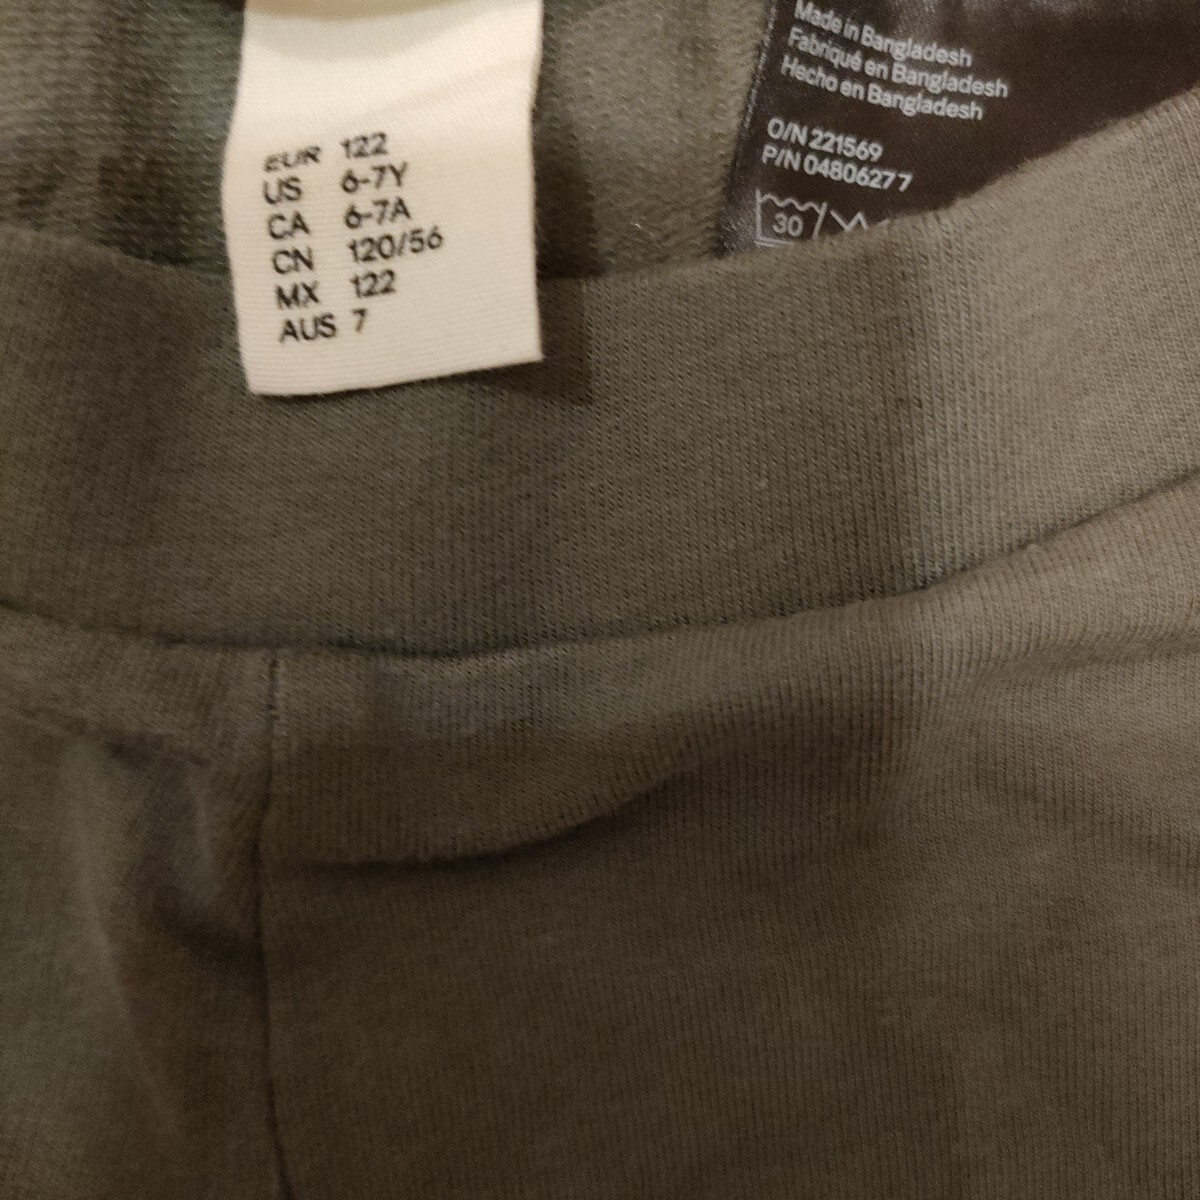 EUR 122
US 6-7Y
CA 6-7A
CN 120/56
MX 122
AUS 7
Made in Bangladesh
Fabriqué en Bangladesh
Hecho en Bangladesh
O/N 221569
P/N 04806277
30